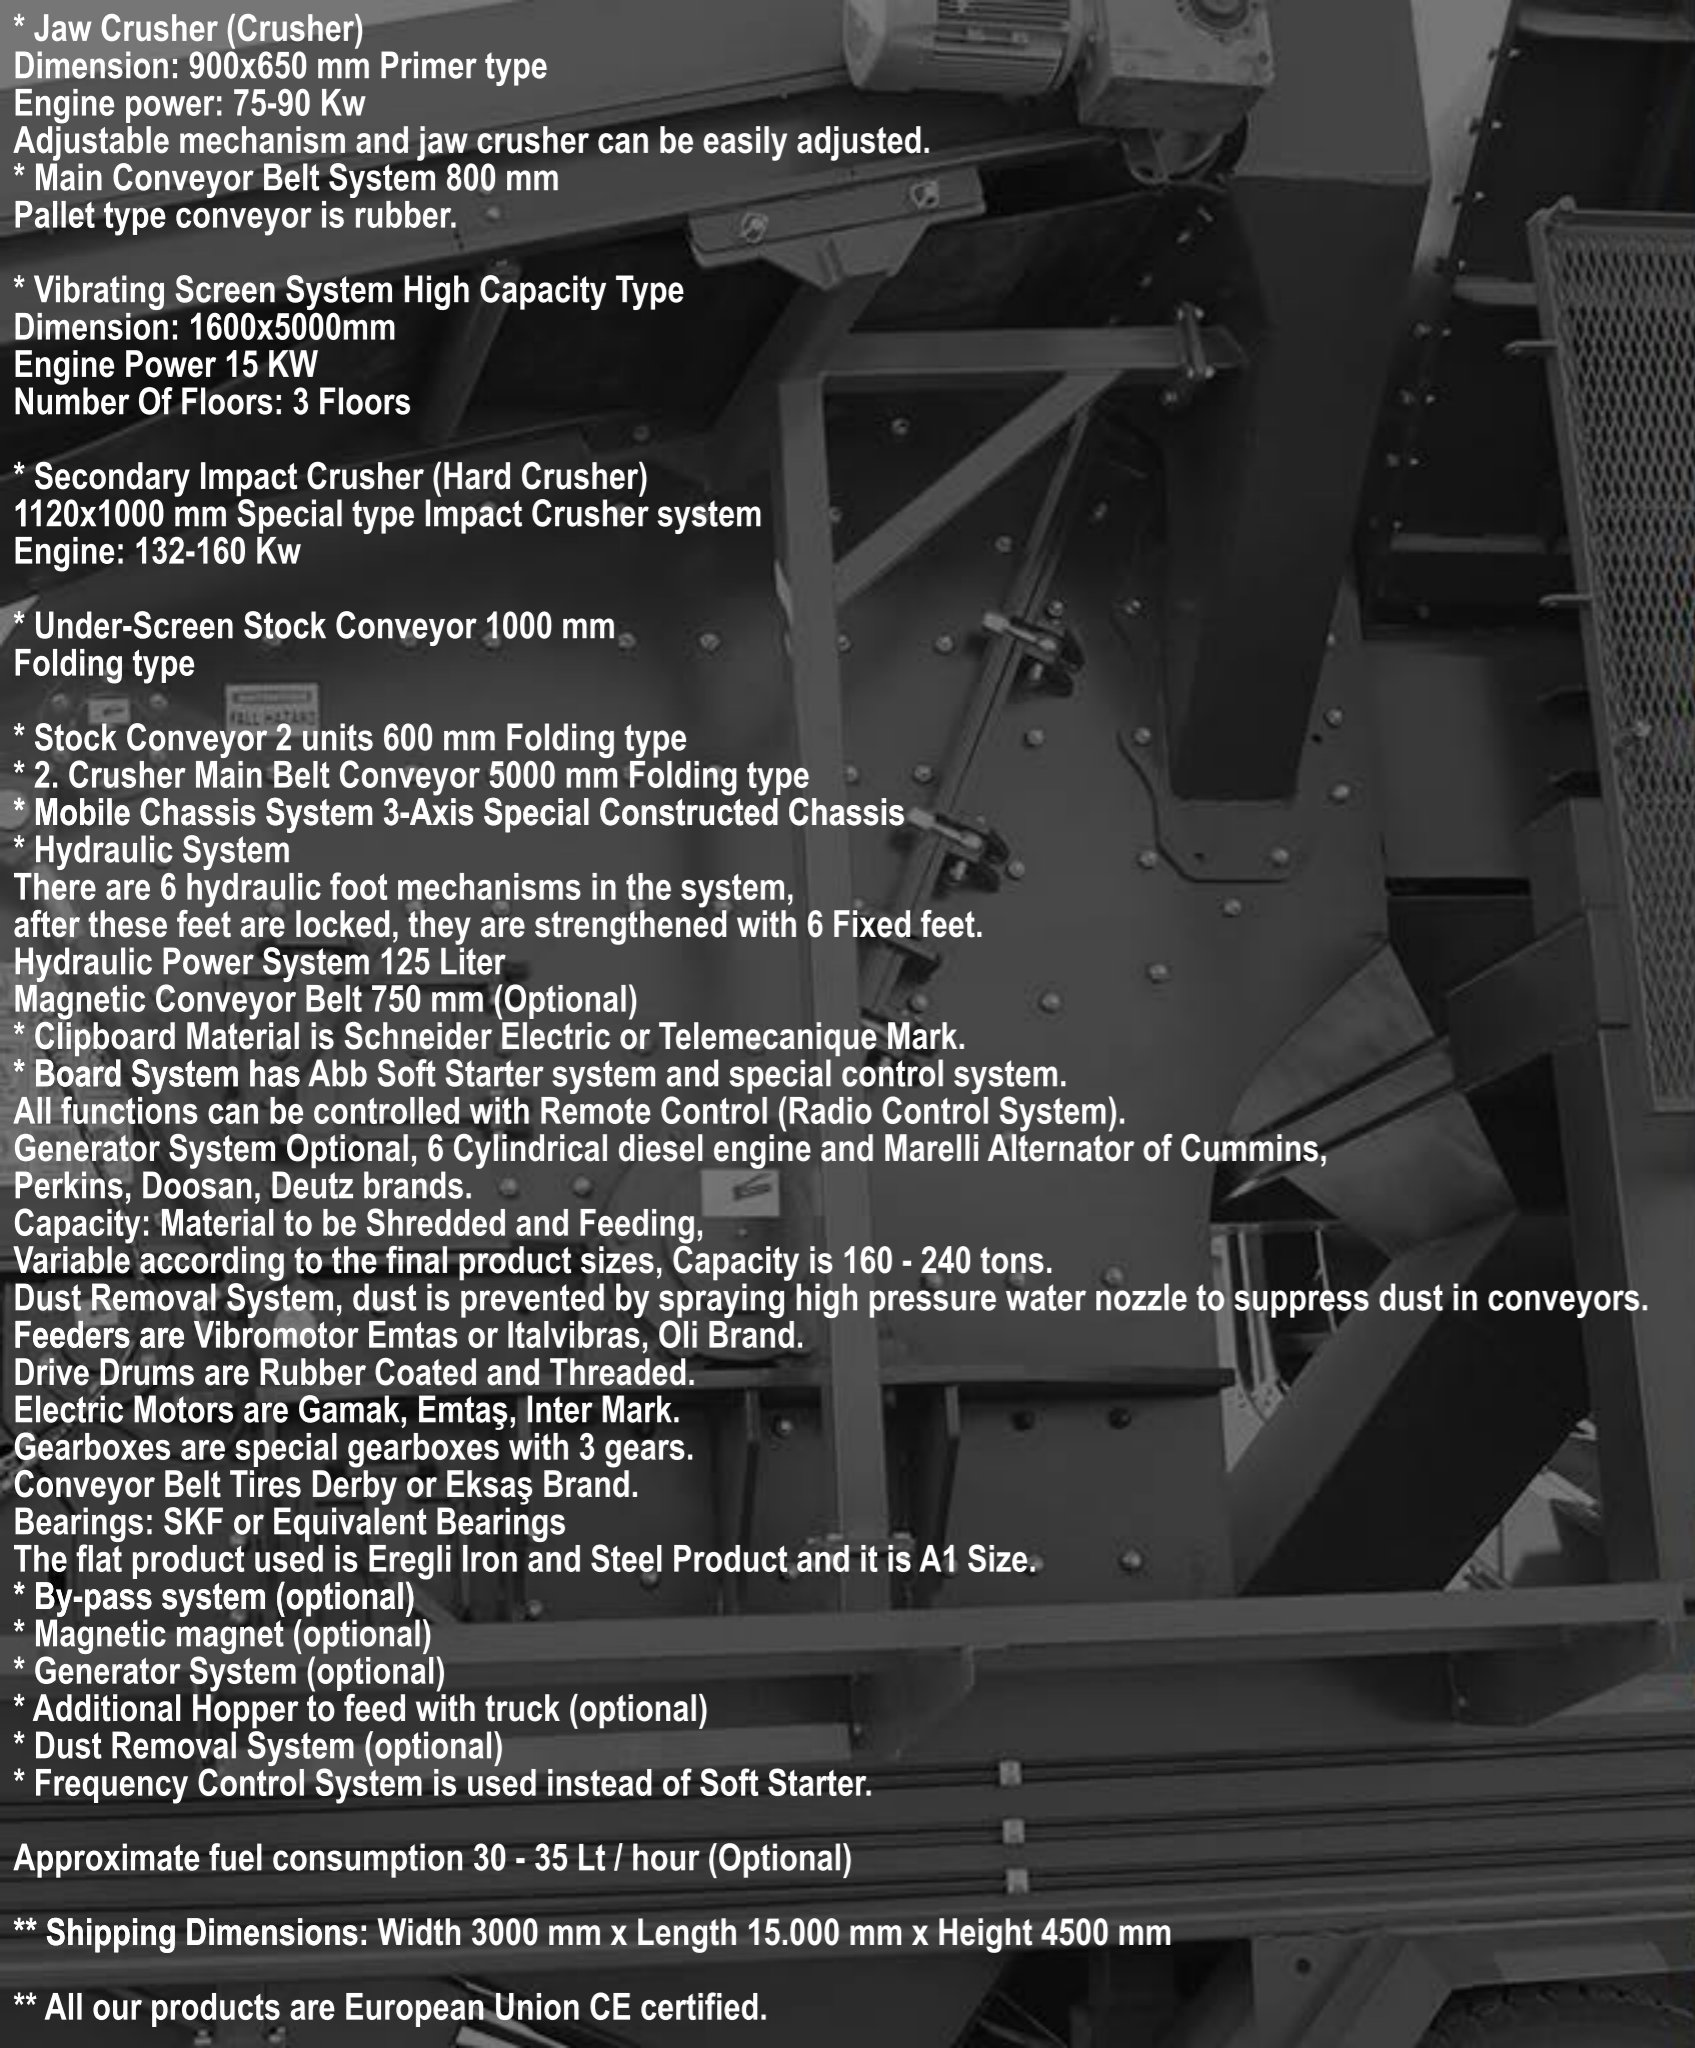 * Jaw Crusher (Crusher)
Dimension: 900x650 mm Primer type
Engine power: 75-90 Kw
Adjustable mechanism and jaw crusher can be easily adjusted.
* Main Conveyor Belt System 800 mm
Pallet type conveyor is rubber.
* Vibrating Screen System High Capacity Type
Dimension: 1600x5000mm
Engine Power 15 KW
Number Of Floors: 3 Floors
* Secondary Impact Crusher (Hard Crusher)
1120x1000 mm Special type Impact Crusher system
Engine: 132-160 Kw
* Under-Screen Stock Conveyor 1000 mm
Folding type
FALL HAZARD
* Stock Conveyor 2 units 600 mm Folding type
* 2. Crusher Main Belt Conveyor 5000 mm Folding type
* Mobile Chassis System 3-Axis Special Constructed Chassis
* Hydraulic System
There are 6 hydraulic foot mechanisms in the system,
after these feet are locked, they are strengthened with 6 Fixed feet.
Hydraulic Power System 125 Liter
Magnetic Conveyor Belt 750 mm (Optional)
* Clipboard Material is Schneider Electric or Telemecanique Mark.
* Board System has Abb Soft Starter system and special control system.
All functions can be controlled with Remote Control (Radio Control System).
Generator System Optional, 6 Cylindrical diesel engine and Marelli Alternator of Cummins,
Perkins, Doosan, Deutz brands.
Capacity: Material to be Shredded and Feeding,
Variable according to the final product sizes, Capacity is 160 - 240 tons.
Dust Removal System, dust is prevented by spraying high pressure water nozzle to suppress dust in conveyors.
Feeders are Vibromotor Emtas or Italvibras, Oli Brand.
Drive Drums are Rubber Coated and Threaded.
Electric Motors are Gamak, Emtaş, Inter Mark.
Gearboxes are special gearboxes with 3 gears.
Conveyor Belt Tires Derby or Eksaş Brand.
Bearings: SKF or Equivalent Bearings
The flat product used is Eregli Iron and Steel Product and it is A1 Size.
* By-pass system (optional)
* Magnetic magnet (optional)
* Generator System (optional)
* Additional Hopper to feed with truck (optional)
* Dust Removal System (optional)
* Frequency Control System is used instead of Soft Starter.
Approximate fuel consumption 30 - 35 Lt / hour (Optional)
** Shipping Dimensions: Width 3000 mm x Length 15.000 mm x Height 4500 mm
** All our products are European Union CE certified.